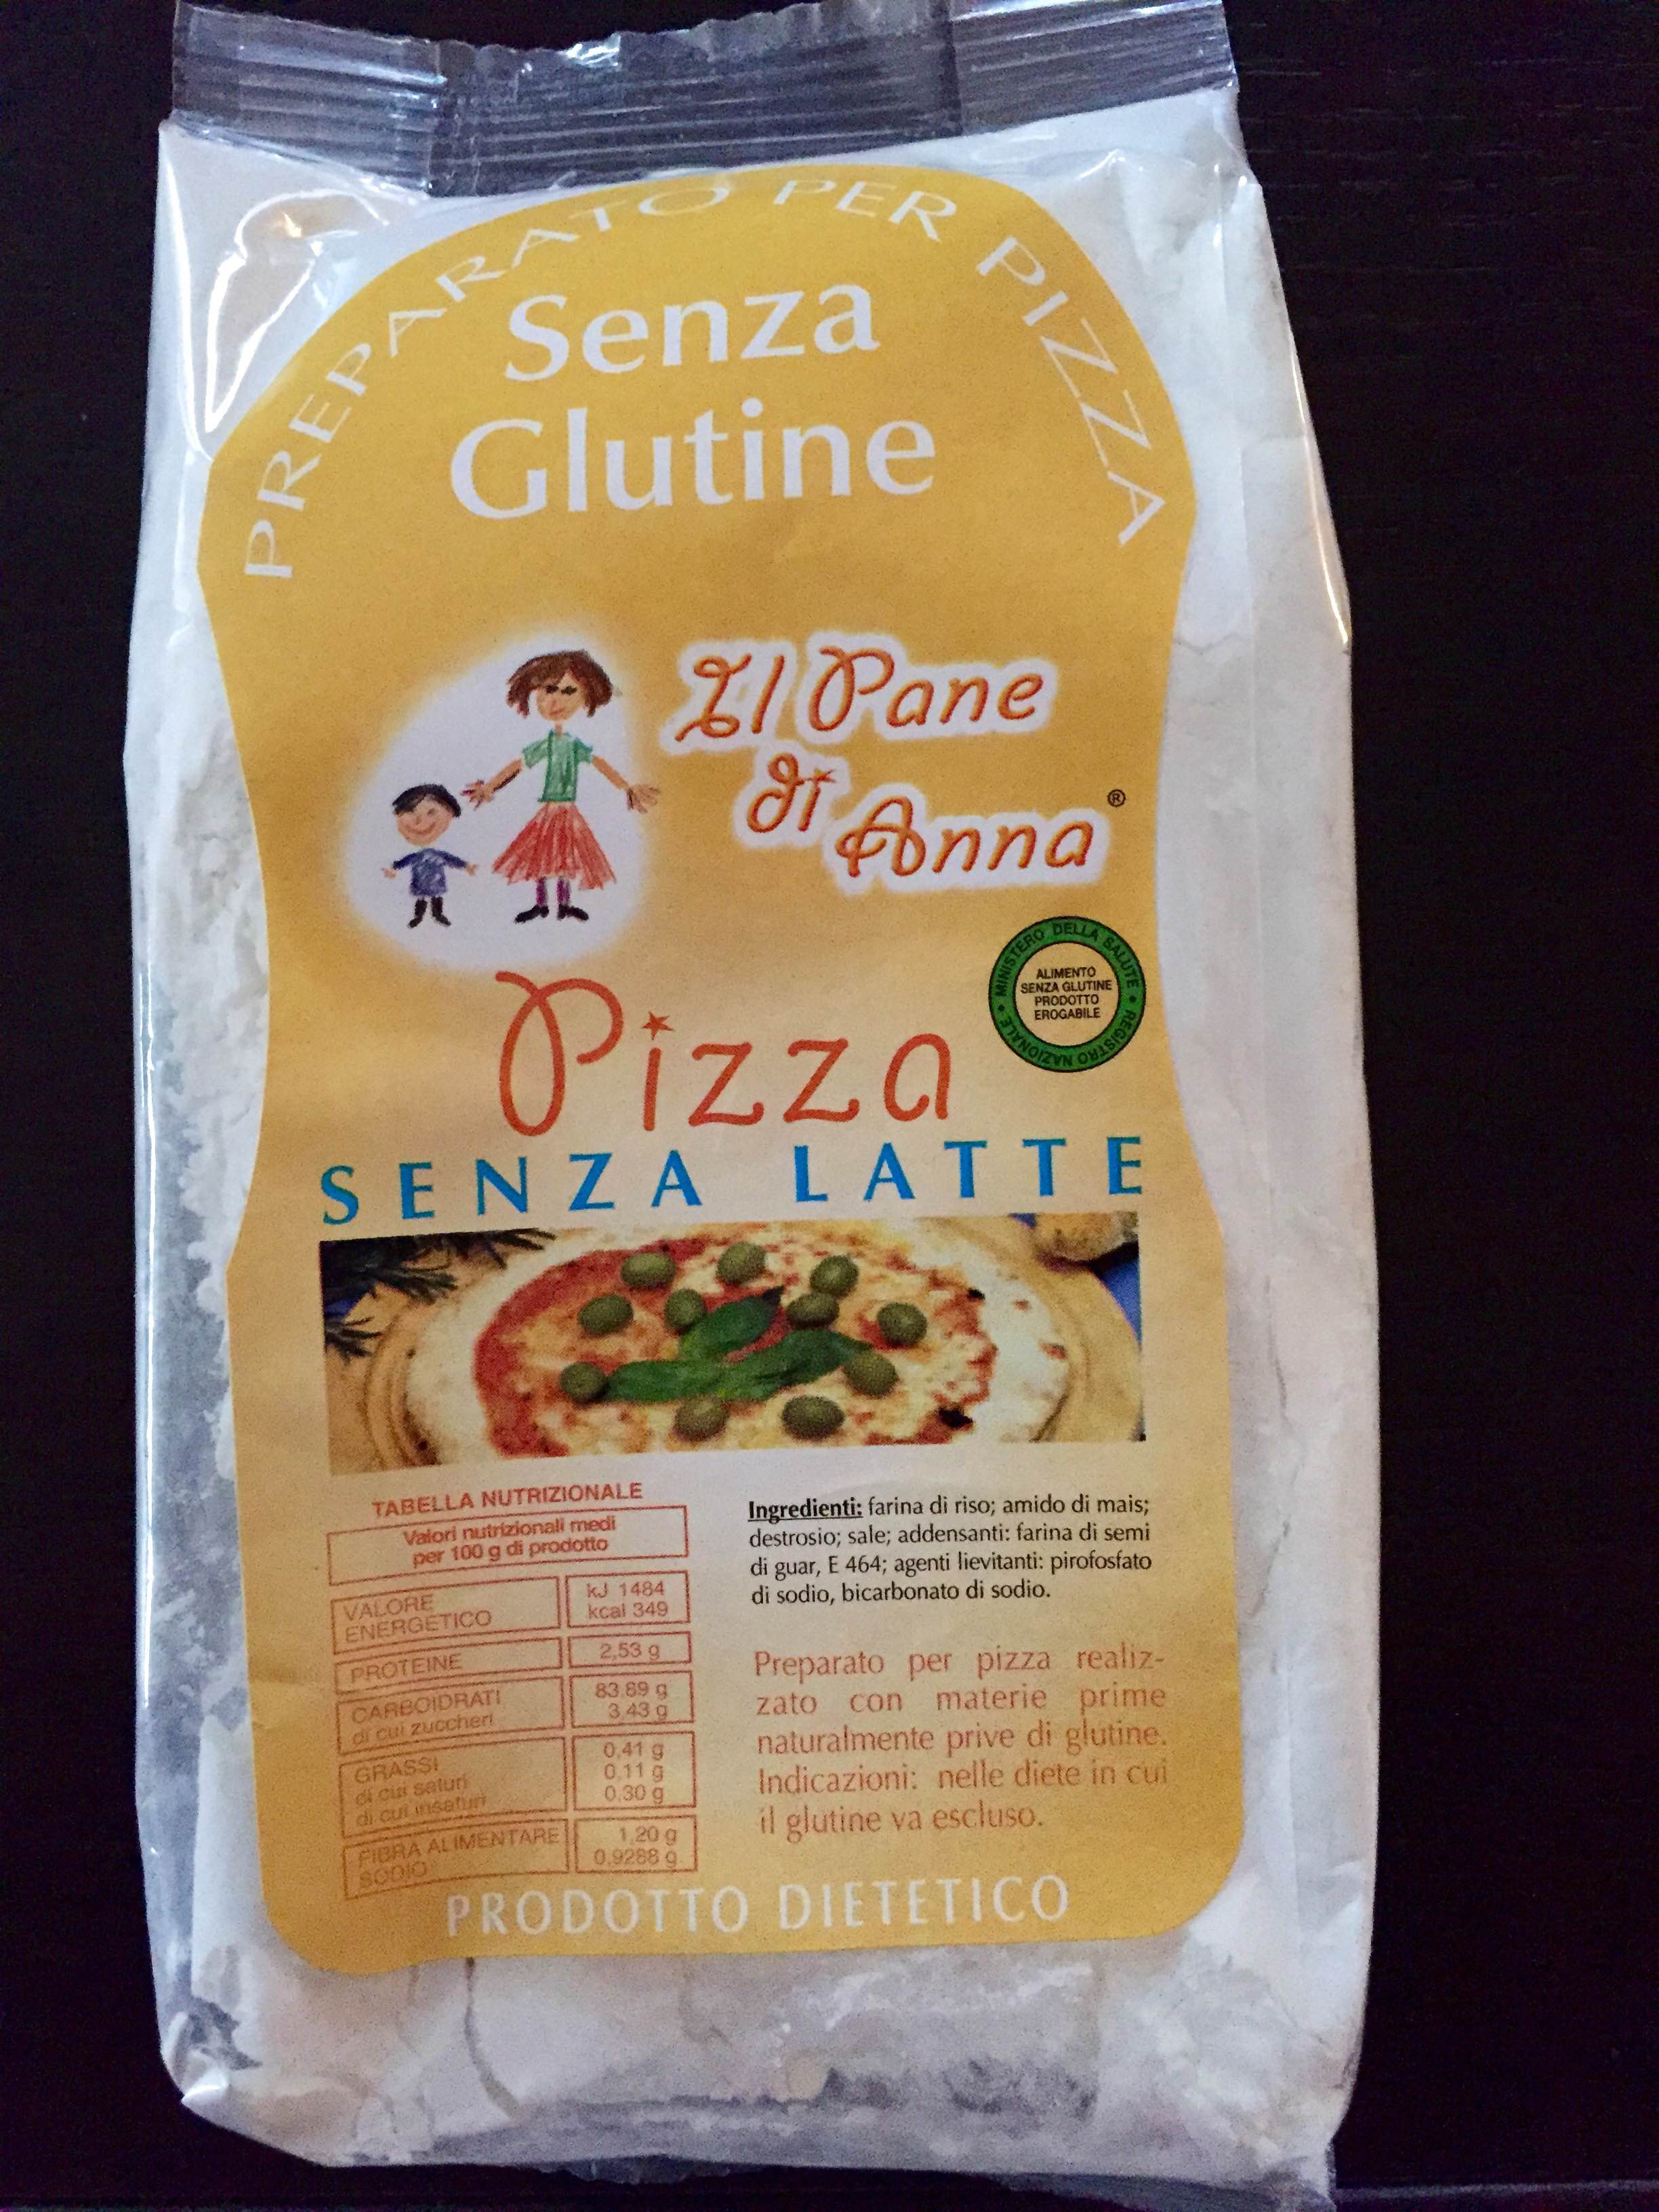 PREPARATO PER PIZZA
Senza
Glutine
Il Pane
di Anna®
MINISTERO DELLA SALUTE • REGISTRO NAZIONALE •
ALIMENTO
SENZA GLUTINE
PRODOTTO
EROGABILE
Pizza
SENZA LATTE
TABELLA NUTRIZIONALE
Valori nutrizionali medi
per 100 g di prodotto
VALORE
ENERGETICO
kJ 1484
kcal 349
PROTEINE
2,53 g
CARBOIDRATI
di cui zuccheri
83.89 g
3,43 g
GRASSI
di cui saturi
di cui insaturi
0,41 g
0,11 g
0,30 g
FIBRA ALIMENTARE
SODIO
1,20 g
0,9288 g
Ingredienti: farina di riso; amido di mais;
destrosio; sale; addensanti: farina di semi
di guar, E 464; agenti lievitanti: pirofosfato
di sodio, bicarbonato di sodio.
Preparato per pizza realiz-
zato con materie prime
naturalmente prive di glutine.
Indicazioni: nelle diete in cui
il glutine va escluso.
PRODOTTO DIETETICO